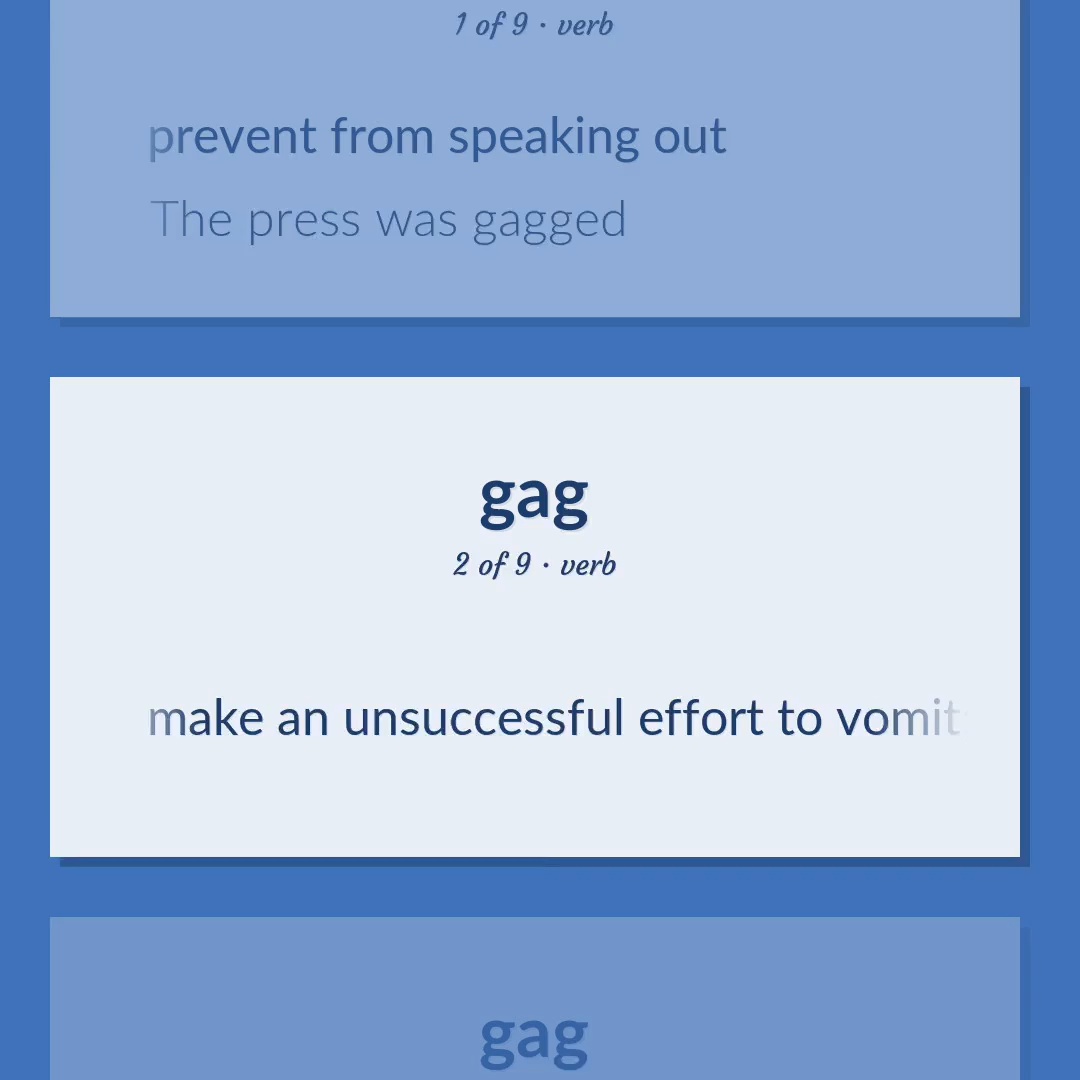 1 of 9 · verb
prevent from speaking out
The press was gagged
gag
2 of 9 · verb
make an unsuccessful effort to vomit
gag